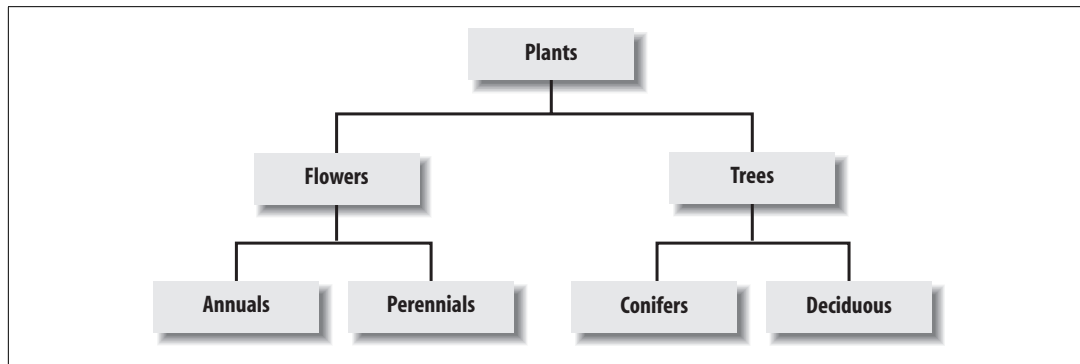 Plants
Flowers
Trees
Annuals
Perennials
Conifers
Deciduous